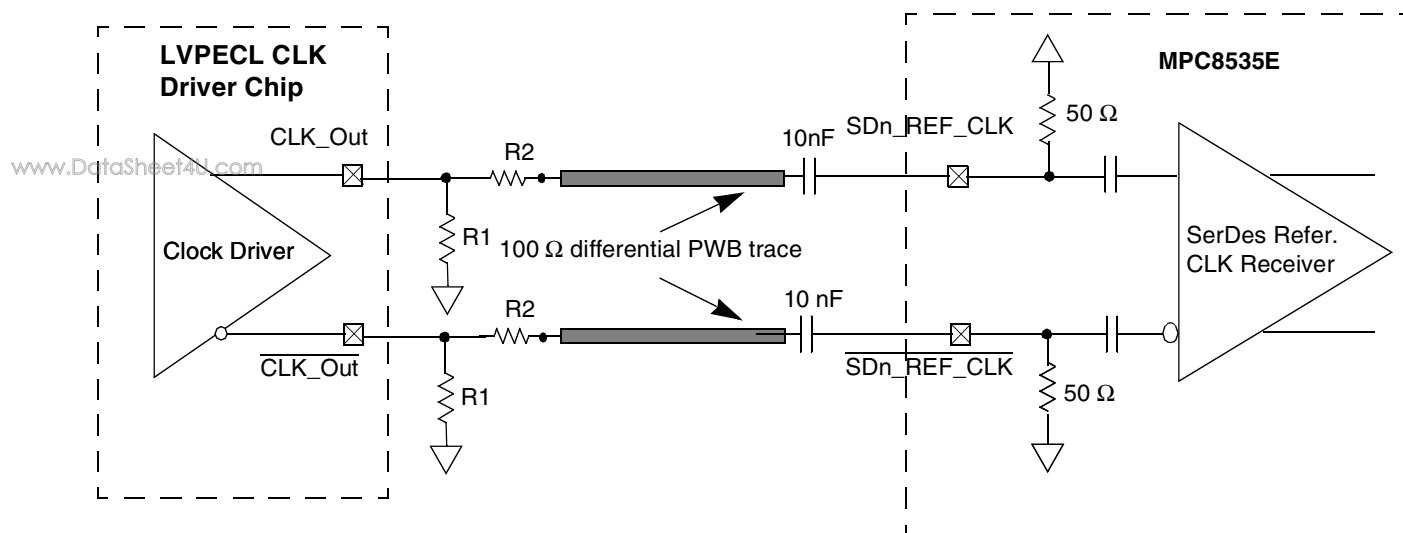 LVPECL CLK
Driver Chip
MPC8535E
CLK_Out
R2
10nF
SDn_REF_CLK
50 Ω
www.DataSheet4U.com
Clock Driver
R1
100 Ω differential PWB trace
SerDes Refer.
CLK Receiver
R2
10 nF
CLK_Out
R1
SDn_REF_CLK
50 Ω